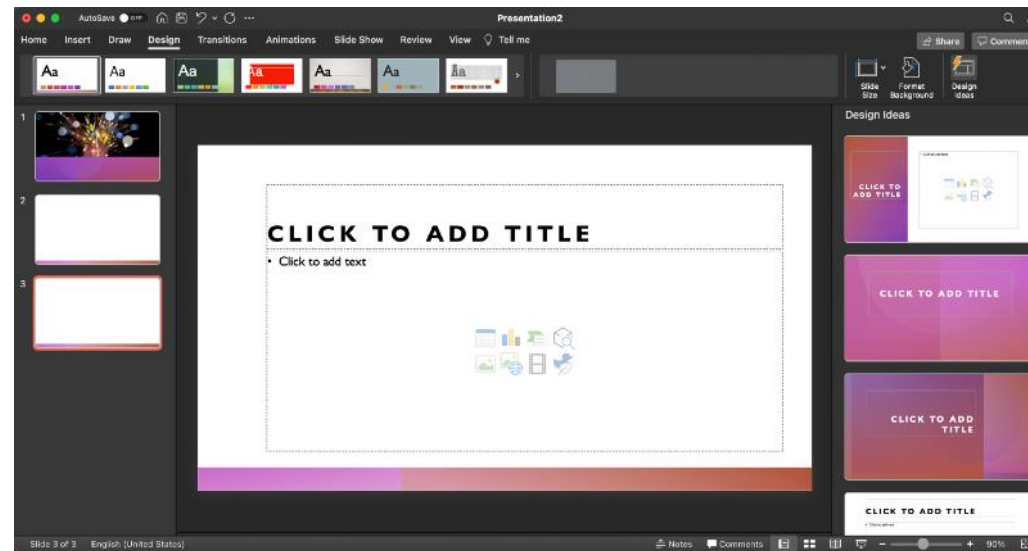 AutoSave OFF
Presentation2
Home Insert Draw Design Transitions Animations Slide Show Review View Tell me
Share Commen
Aa Aa Aa Aa Aa Aa Aa
Slide Size
Format Background
Design Ideas
Design Ideas
1
2
3
CLICK TO ADD TITLE
• Click to add text
CLICK TO
ADD TITLE
CLICK TO ADD TITLE
CLICK TO ADD
TITLE
CLICK TO ADD TITLE
Slide 3 of 3 English (United States)
Notes Comments 90%